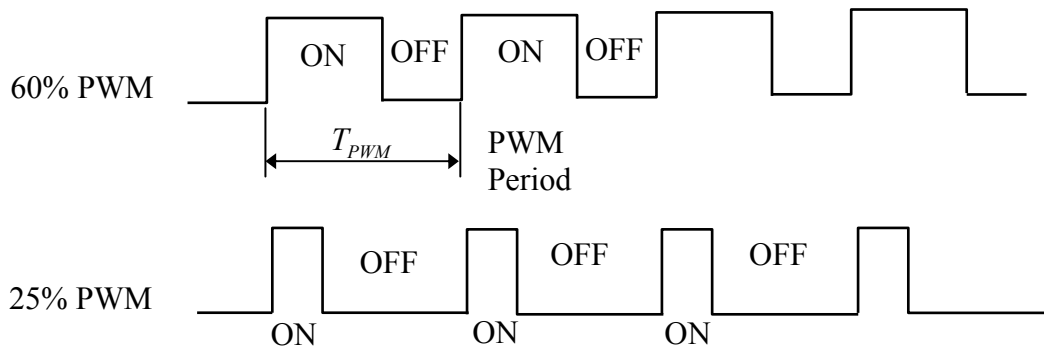 ON OFF ON OFF
60% PWM
T_PWM
PWM
Period
OFF OFF OFF
25% PWM
ON ON ON